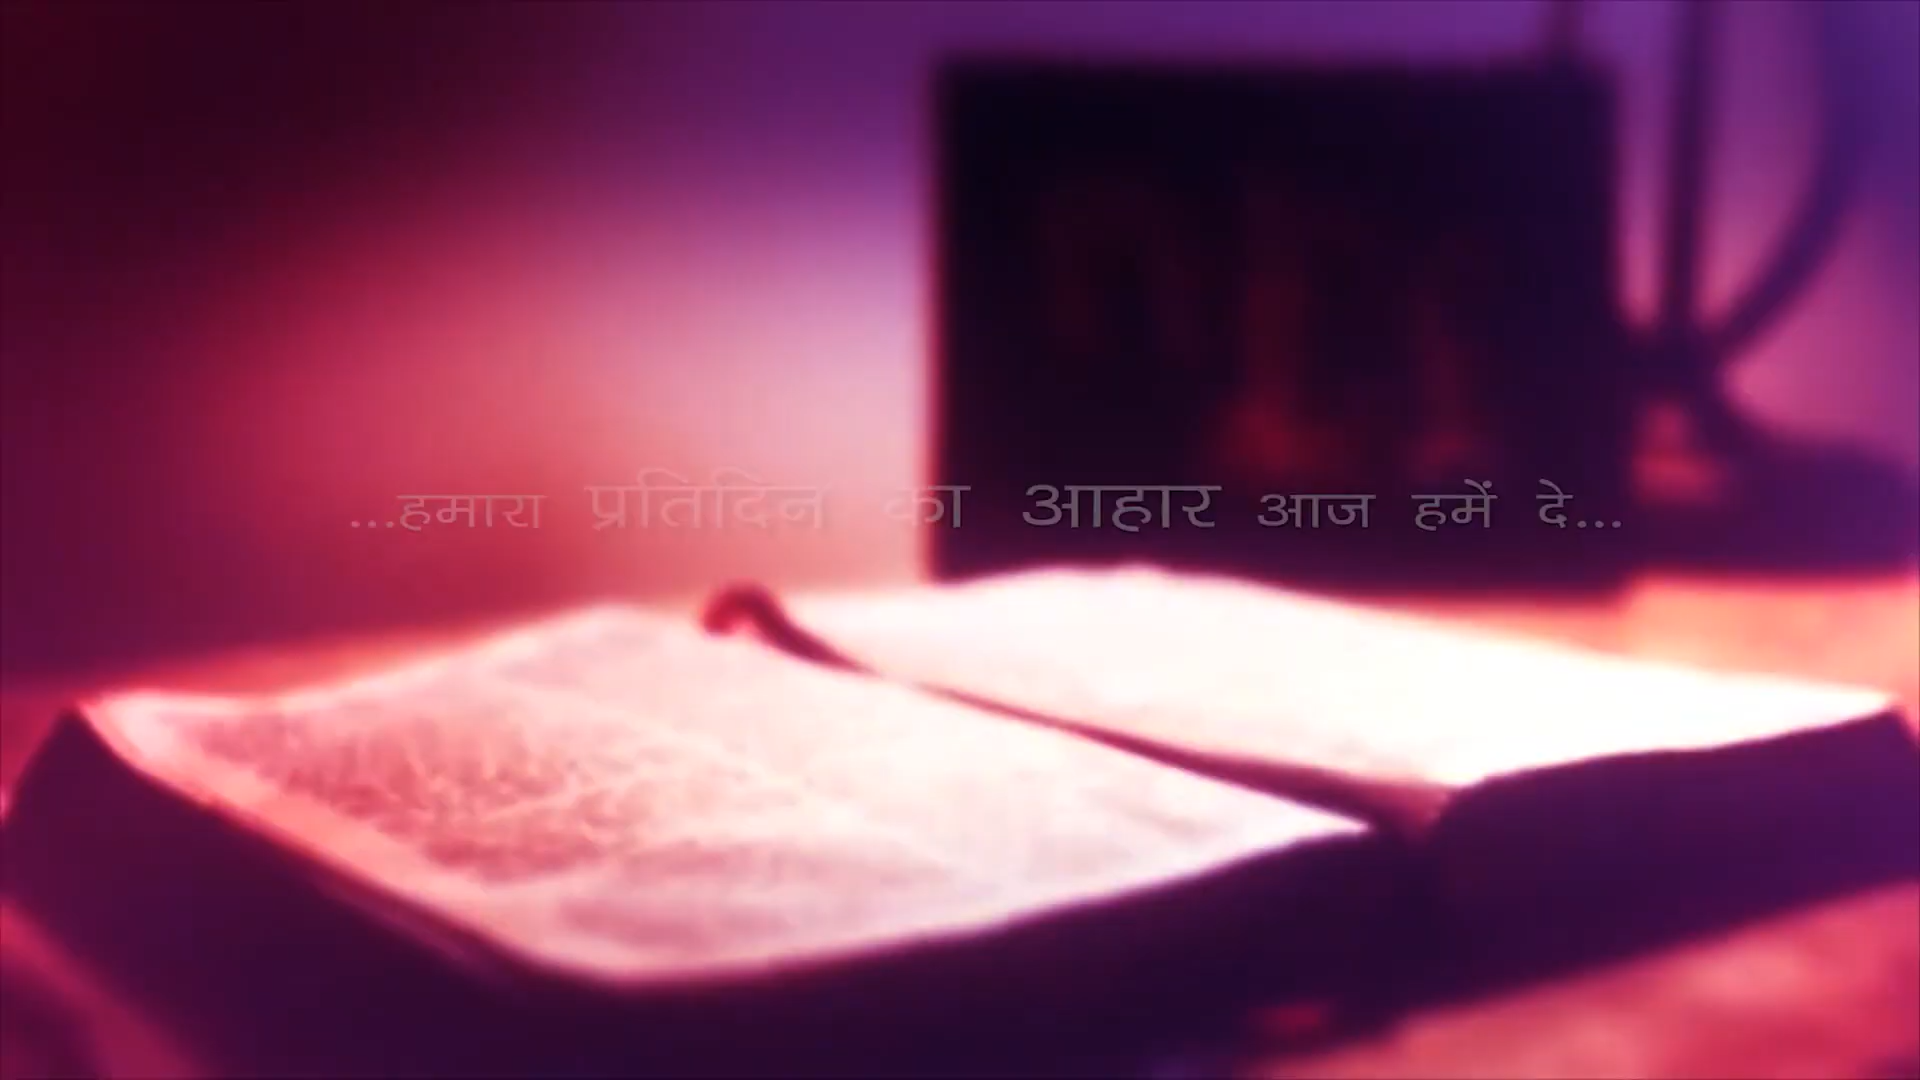 ...हमारा प्रतिदिन का आहार आज हमें दे...